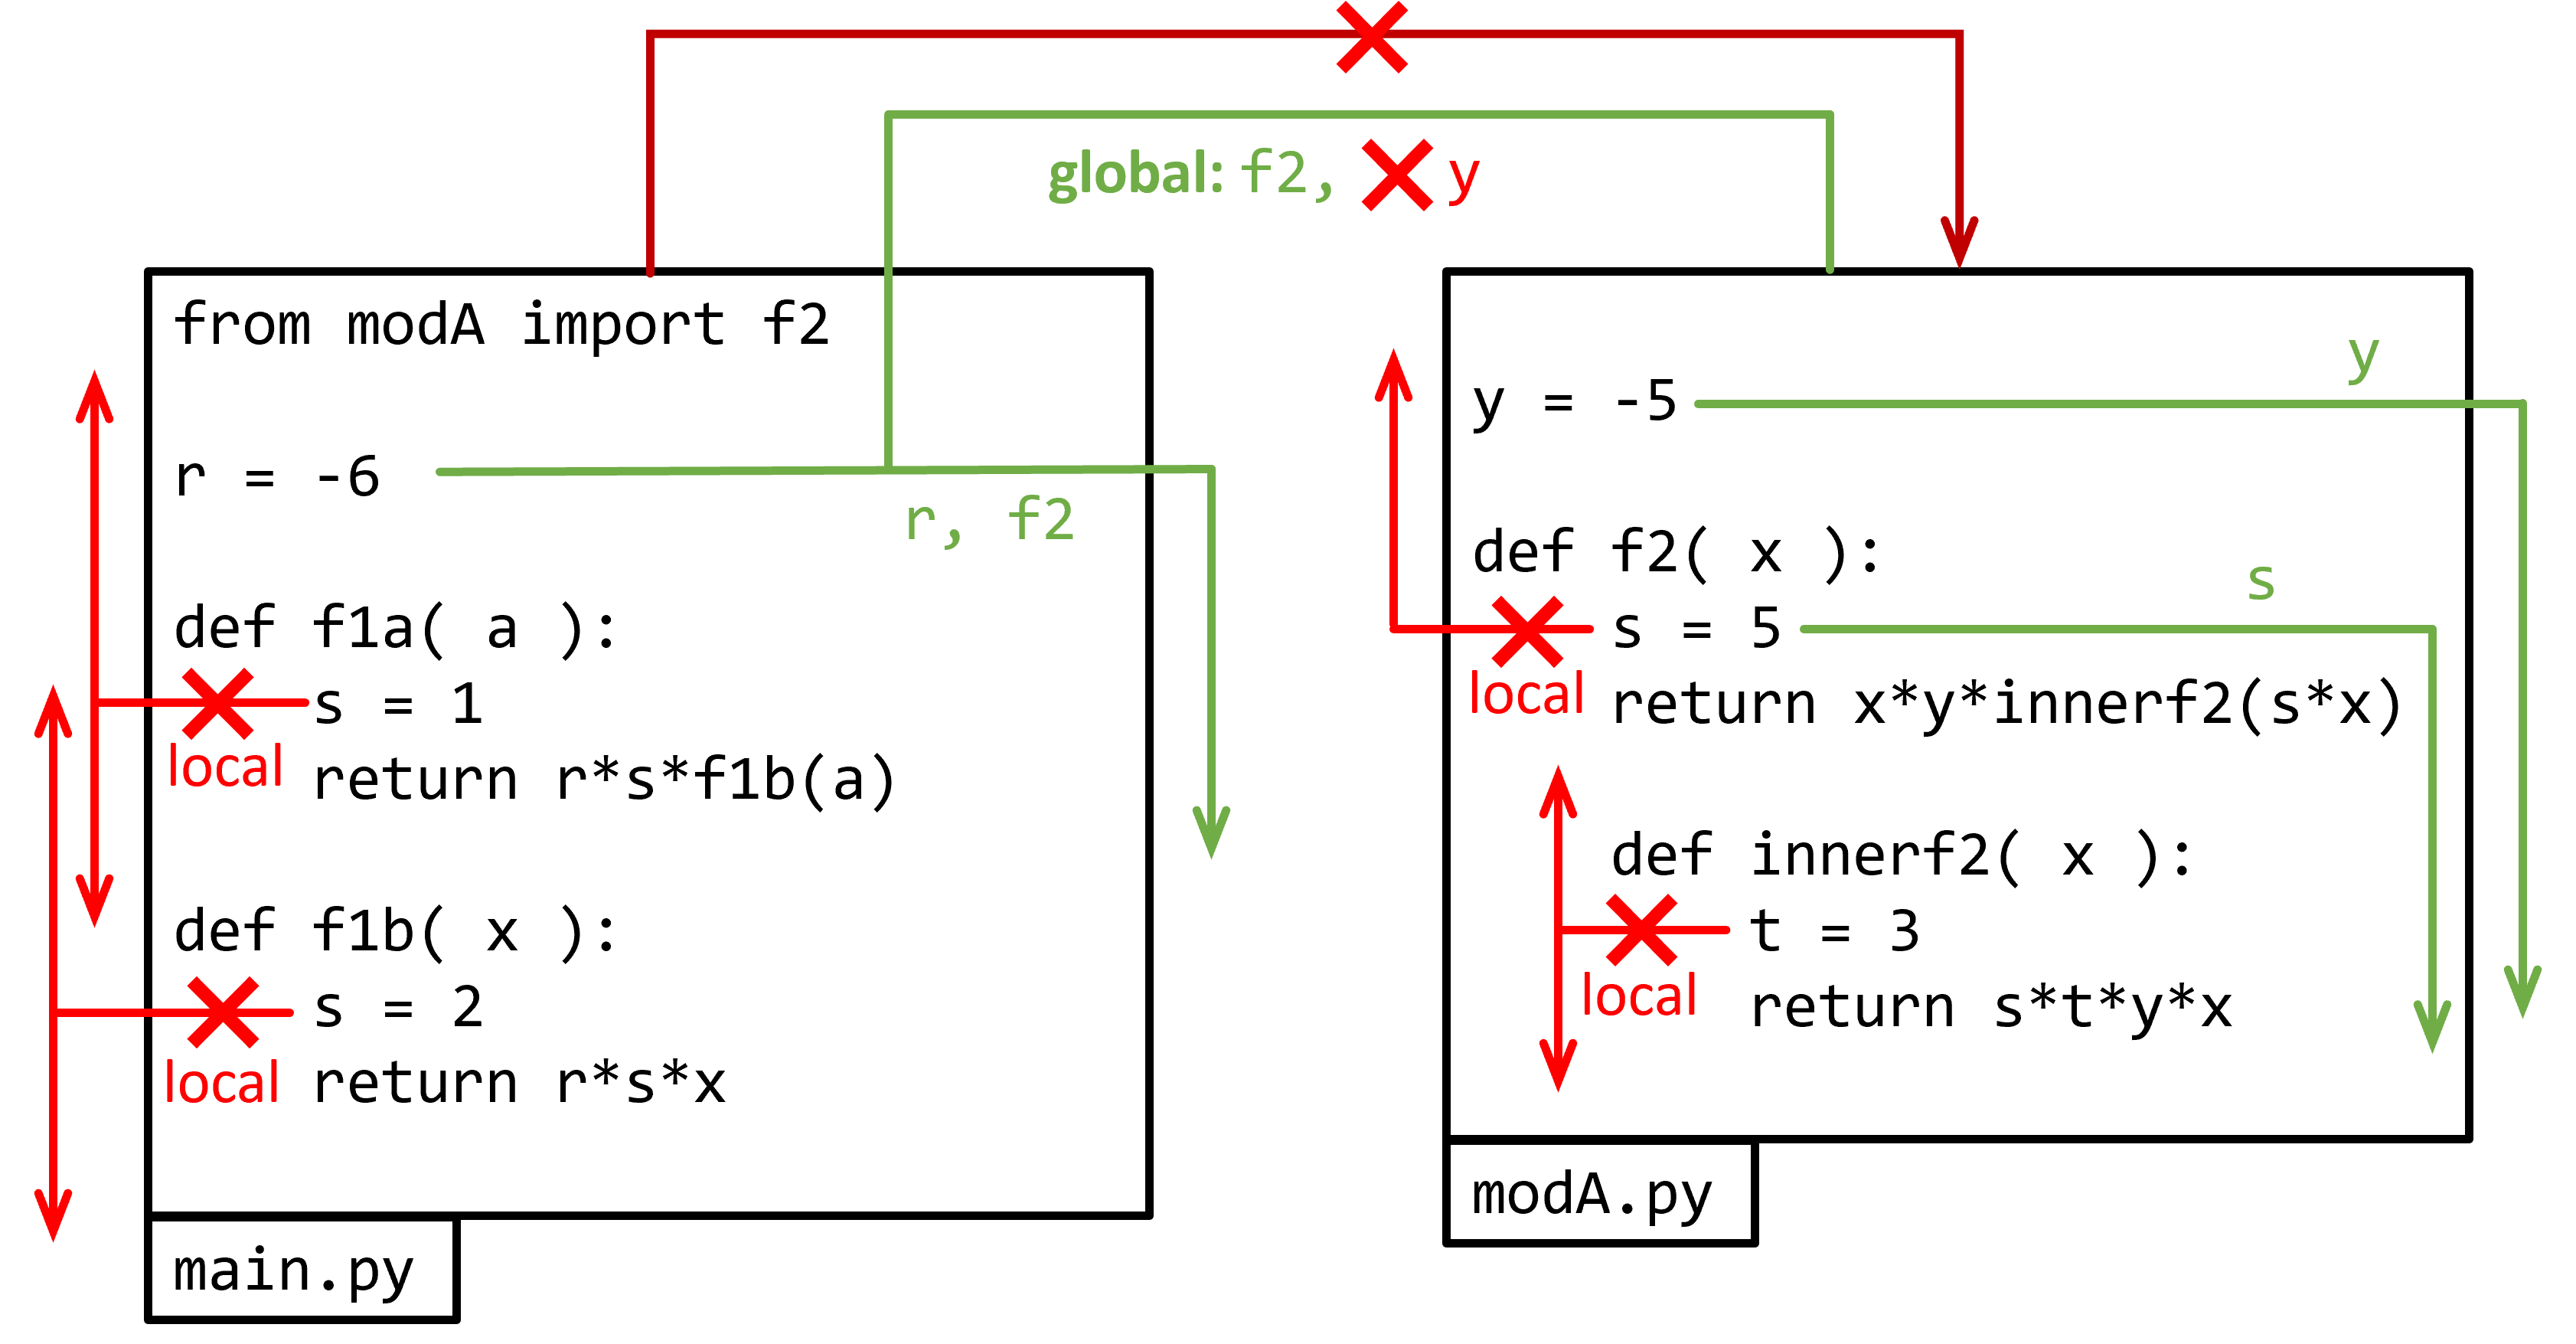 global: f2, y
from modA import f2
r = -6
r, f2
def f1a( a ):
s = 1
local
return r*s*f1b(a)
def f1b( x ):
s = 2
local
return r*s*x
main.py
y
y = -5
def f2( x ):
s
s = 5
local
return x*y*innerf2(s*x)
def innerf2( x ):
t = 3
local
return s*t*y*x
modA.py